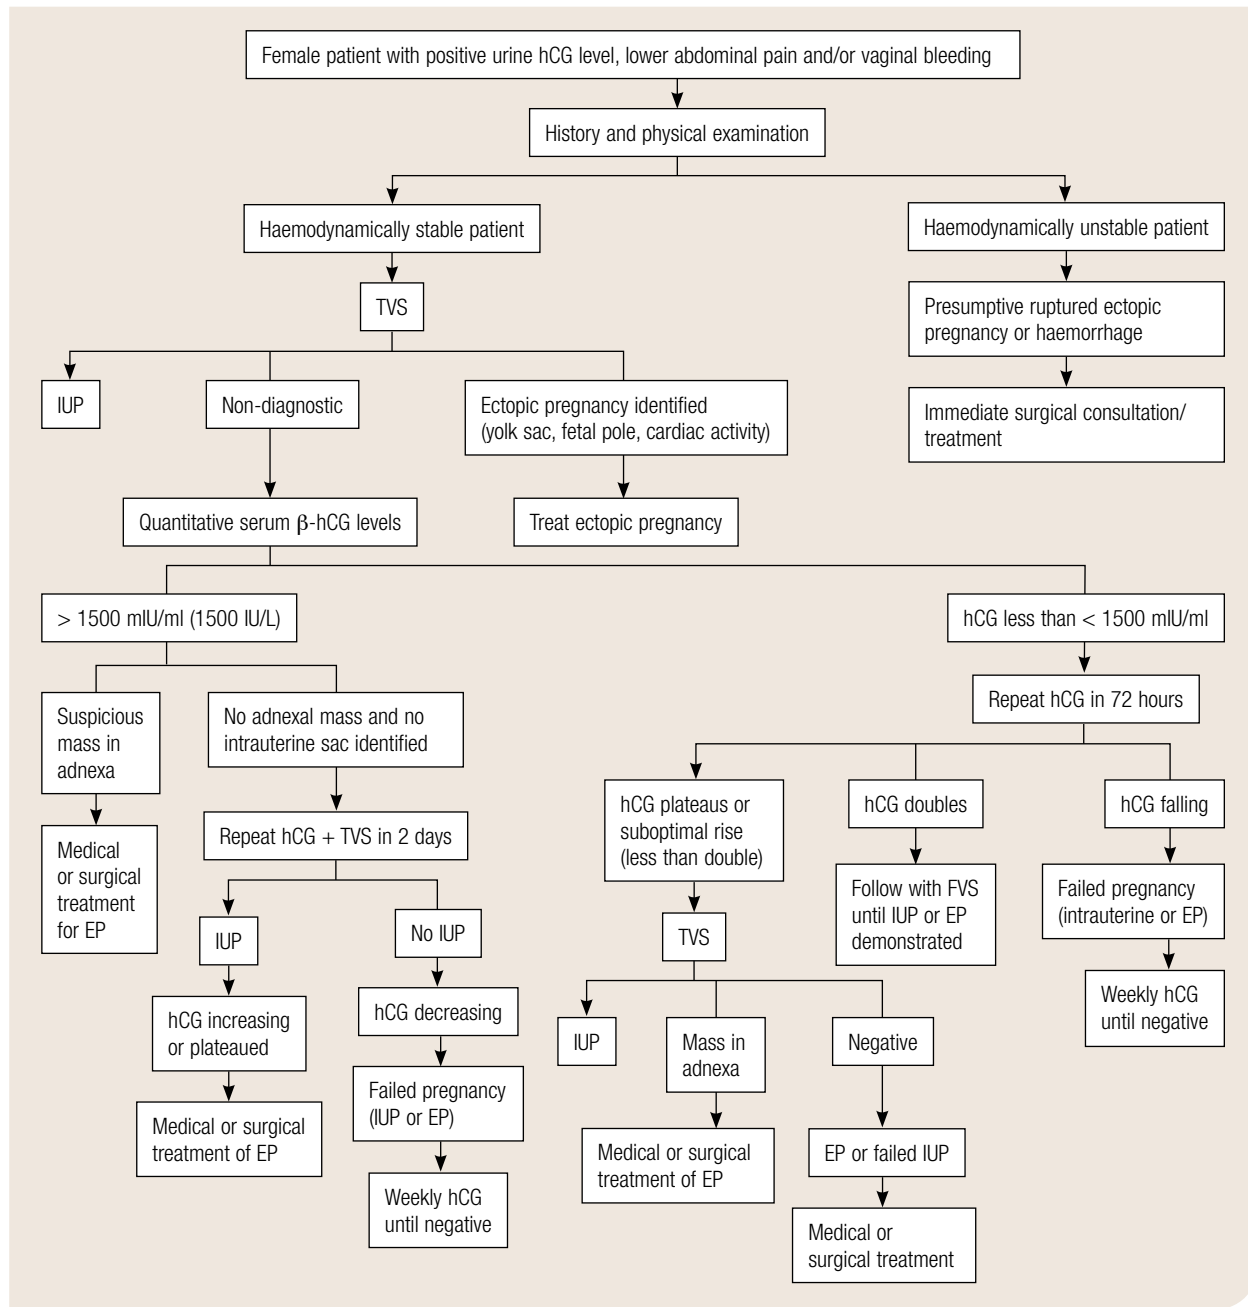 Female patient with positive urine hCG level, lower abdominal pain and/or vaginal bleeding
History and physical examination
Haemodynamically stable patient
Haemodynamically unstable patient
TVS
Presumptive ruptured ectopic
pregnancy or haemorrhage
IUP
Non-diagnostic
Ectopic pregnancy identified
(yolk sac, fetal pole, cardiac activity)
Immediate surgical consultation/
treatment
Quantitative serum β-hCG levels
Treat ectopic pregnancy
> 1500 mIU/ml (1500 IU/L)
hCG less than < 1500 mIU/ml
Suspicious
mass in
adnexa
No adnexal mass and no
intrauterine sac identified
Repeat hCG in 72 hours
Medical
or surgical
treatment
for EP
Repeat hCG + TVS in 2 days
hCG plateaus or
suboptimal rise
(less than double)
hCG doubles
hCG falling
IUP
No IUP
TVS
Follow with FVS
until IUP or EP
demonstrated
Failed pregnancy
(intrauterine or EP)
hCG increasing
or plateaued
hCG decreasing
IUP
Mass in
adnexa
Negative
Weekly hCG
until negative
Medical or surgical
treatment of EP
Failed pregnancy
(IUP or EP)
Medical or surgical
treatment of EP
EP or failed IUP
Weekly hCG
until negative
Medical or
surgical treatment